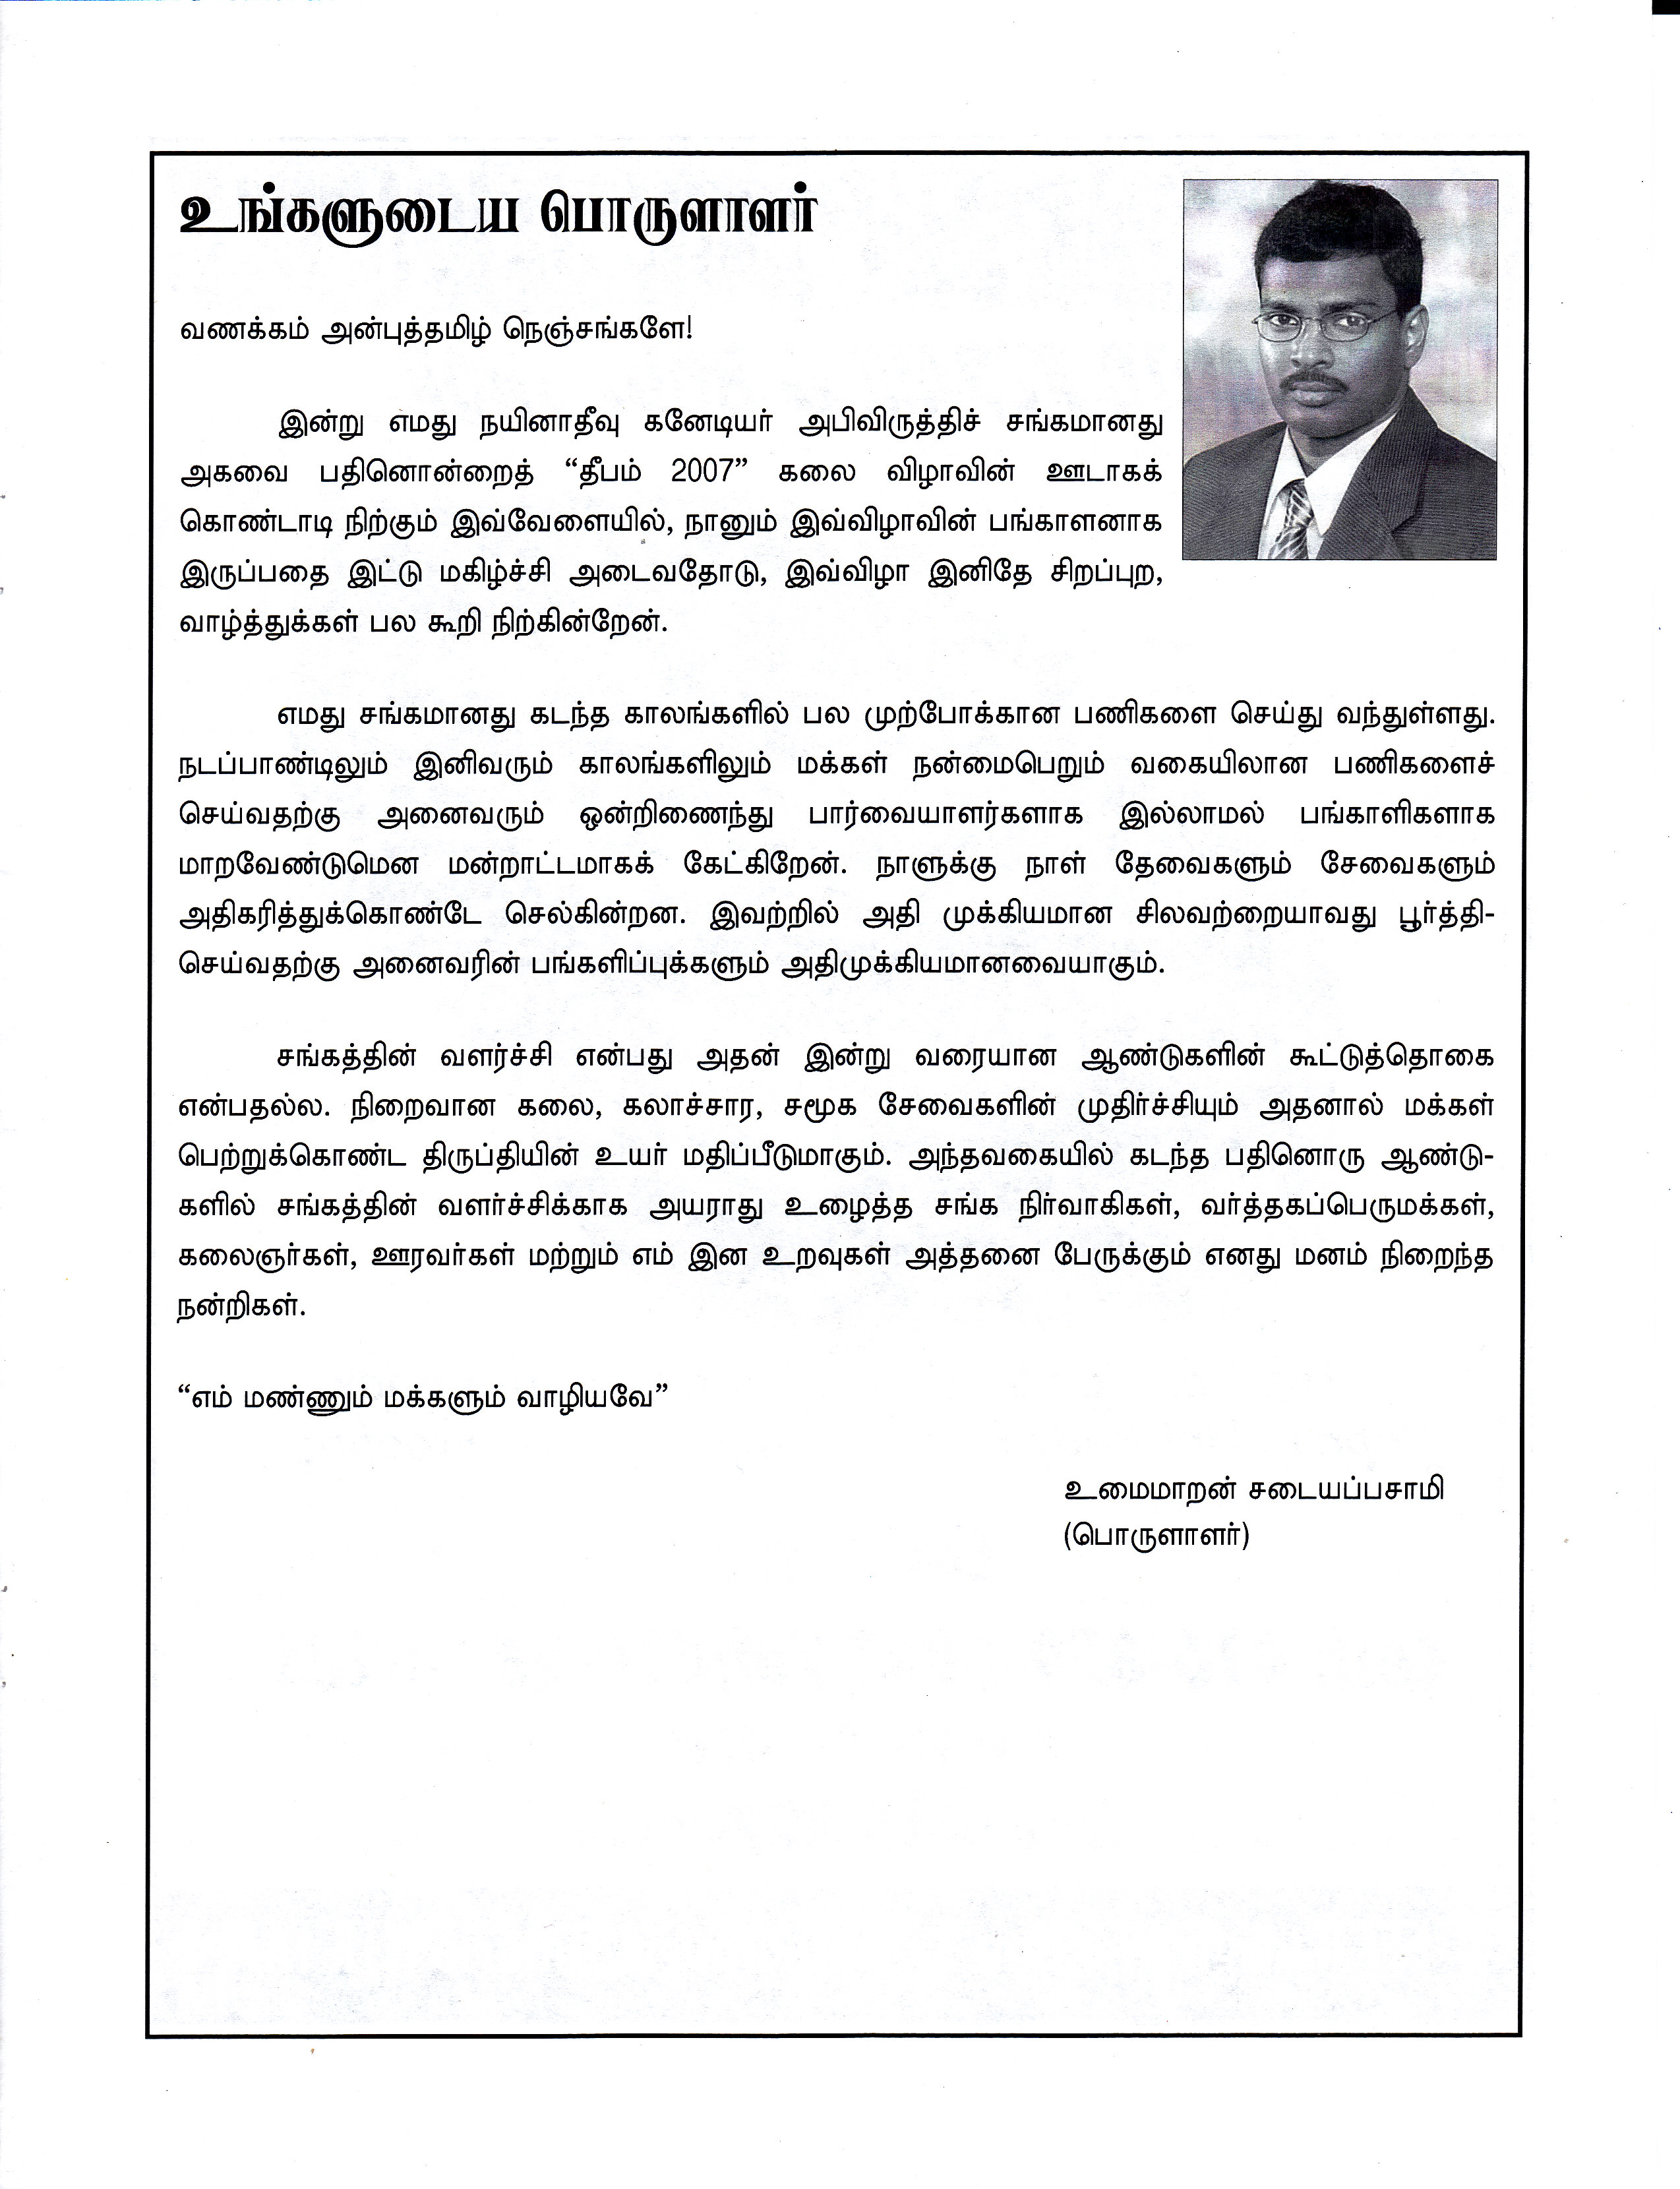 உங்களுடைய பொருளாளர்
வணக்கம் அன்புத்தமிழ் நெஞ்சங்களே!
இன்று எமது நயினாதீவு கனேடியர் அபிவிருத்திச் சங்கமானது
அகவை பதினொன்றைத் “தீபம் 2007” கலை விழாவின் ஊடாகக்
கொண்டாடி நிற்கும் இவ்வேளையில், நானும் இவ்விழாவின் பங்காளனாக
இருப்பதை இட்டு மகிழ்ச்சி அடைவதோடு, இவ்விழா இனிதே சிறப்புற,
வாழ்த்துக்கள் பல கூறி நிற்கின்றேன்.
எமது சங்கமானது கடந்த காலங்களில் பல முற்போக்கான பணிகளை செய்து வந்துள்ளது.
நடப்பாண்டிலும் இனிவரும் காலங்களிலும் மக்கள் நன்மைபெறும் வகையிலான பணிகளைச்
செய்வதற்கு அனைவரும் ஒன்றிணைந்து பார்வையாளர்களாக இல்லாமல் பங்காளிகளாக
மாறவேண்டுமென மன்றாட்டமாகக் கேட்கிறேன். நாளுக்கு நாள் தேவைகளும் சேவைகளும்
அதிகரித்துக்கொண்டே செல்கின்றன. இவற்றில் அதி முக்கியமான சிலவற்றையாவது பூர்த்தி-
செய்வதற்கு அனைவரின் பங்களிப்புக்களும் அதிமுக்கியமானவையாகும்.
சங்கத்தின் வளர்ச்சி என்பது அதன் இன்று வரையான ஆண்டுகளின் கூட்டுத்தொகை
என்பதல்ல. நிறைவான கலை, கலாச்சார, சமூக சேவைகளின் முதிர்ச்சியும் அதனால் மக்கள்
பெற்றுக்கொண்ட திருப்தியின் உயர் மதிப்பீடுமாகும். அந்தவகையில் கடந்த பதினொரு ஆண்டு-
களில் சங்கத்தின் வளர்ச்சிக்காக அயராது உழைத்த சங்க நிர்வாகிகள், வர்த்தகப்பெருமக்கள்,
கலைஞர்கள், ஊரவர்கள் மற்றும் எம் இன உறவுகள் அத்தனை பேருக்கும் எனது மனம் நிறைந்த
நன்றிகள்.
“எம் மண்ணும் மக்களும் வாழியவே”
உமைமாறன் சடையப்பசாமி
(பொருளாளர்)